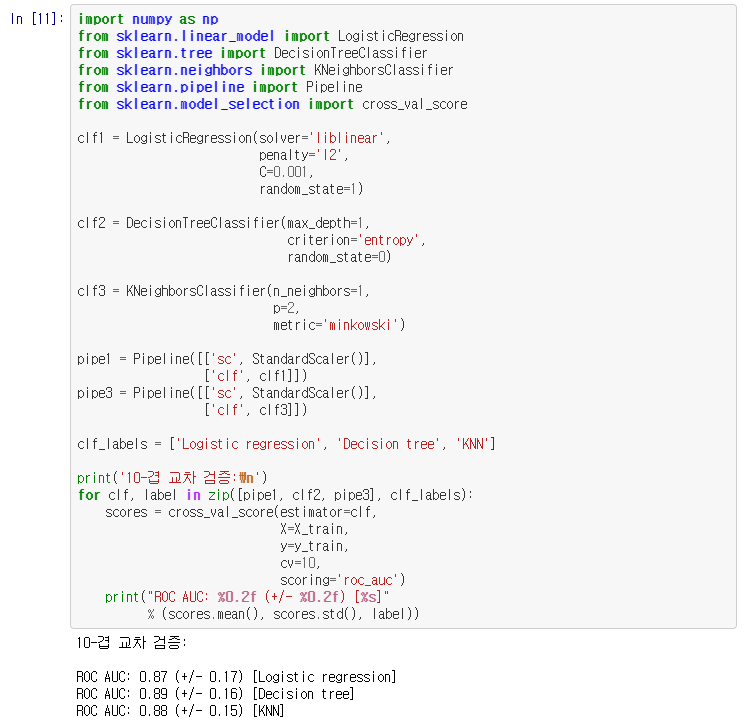 In [11]:
import numpy as np
from sklearn.linear_model import LogisticRegression
from sklearn.tree import DecisionTreeClassifier
from sklearn.neighbors import KNeighborsClassifier
from sklearn.pipeline import Pipeline
from sklearn.model_selection import cross_val_score
clf1 = LogisticRegression(solver='liblinear',
penalty='l2',
C=0.001,
random_state=1)
clf2 = DecisionTreeClassifier(max_depth=1,
criterion='entropy',
random_state=0)
clf3 = KNeighborsClassifier(n_neighbors=1,
p=2,
metric='minkowski')
pipe1 = Pipeline([['sc', StandardScaler()],
['clf', clf1]])
pipe3 = Pipeline([['sc', StandardScaler()],
['clf', clf3]])
clf_labels = ['Logistic regression', 'Decision tree', 'KNN']
print('10-겹 교차 검증:₩n')
for clf, label in zip([pipe1, clf2, pipe3], clf_labels):
scores = cross_val_score(estimator=clf,
X=X_train,
y=y_train,
cv=10,
scoring='roc_auc')
print("ROC AUC: %0.2f (+/- %0.2f) [%s]"
% (scores.mean(), scores.std(), label))
10-겹 교차 검증:
ROC AUC: 0.87 (+/- 0.17) [Logistic regression]
ROC AUC: 0.89 (+/- 0.16) [Decision tree]
ROC AUC: 0.88 (+/- 0.15) [KNN]